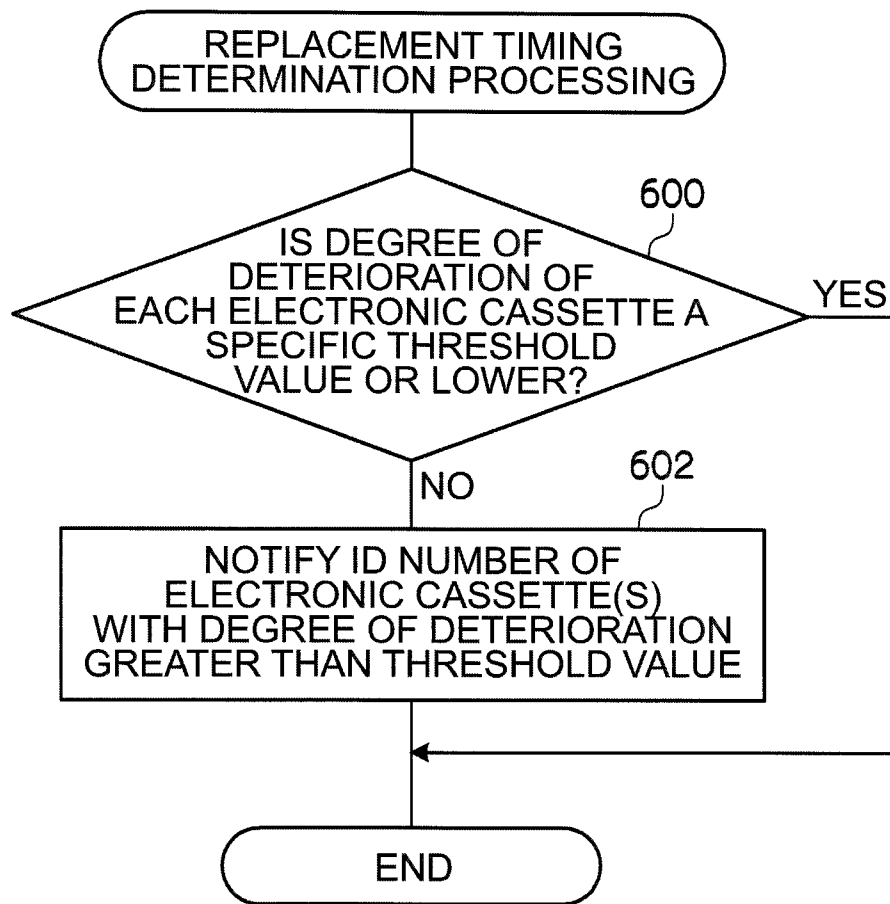 REPLACEMENT TIMING
DETERMINATION PROCESSING
600
IS DEGREE OF
DETERIORATION OF
EACH ELECTRONIC CASSETTE A
SPECIFIC THRESHOLD
VALUE OR LOWER?
YES
NO
602
NOTIFY ID NUMBER OF
ELECTRONIC CASSETTE(S)
WITH DEGREE OF DETERIORATION
GREATER THAN THRESHOLD VALUE
END